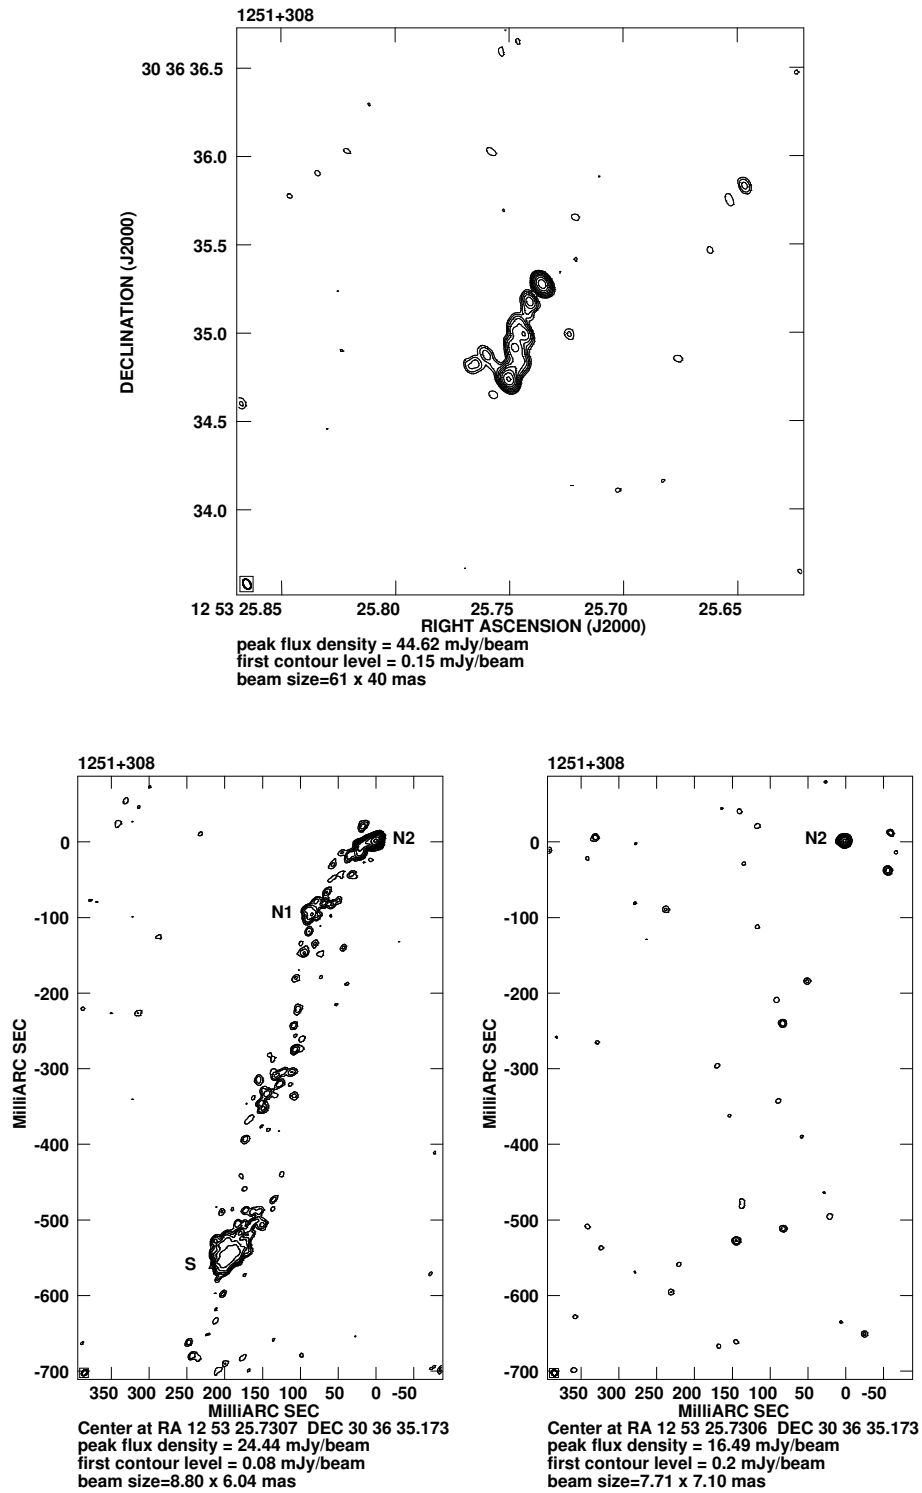 1251+308
30 36 36.5
36.0
35.5
35.0
34.5
34.0
DECLINATION (J2000)
12 53 25.85 25.80 25.75 25.70 25.65
RIGHT ASCENSION (J2000)
peak flux density = 44.62 mJy/beam
first contour level = 0.15 mJy/beam
beam size=61 x 40 mas
1251+308
0
-100
-200
-300
-400
-500
-600
-700
MilliARC SEC
N2
N1
S
350 300 250 200 150 100 50 0 -50
MilliARC SEC
Center at RA 12 53 25.7307 DEC 30 36 35.173
peak flux density = 24.44 mJy/beam
first contour level = 0.08 mJy/beam
beam size=8.80 x 6.04 mas
1251+308
0
-100
-200
-300
-400
-500
-600
-700
MilliARC SEC
N2
350 300 250 200 150 100 50 0 -50
MilliARC SEC
Center at RA 12 53 25.7306 DEC 30 36 35.173
peak flux density = 16.49 mJy/beam
first contour level = 0.2 mJy/beam
beam size=7.71 x 7.10 mas